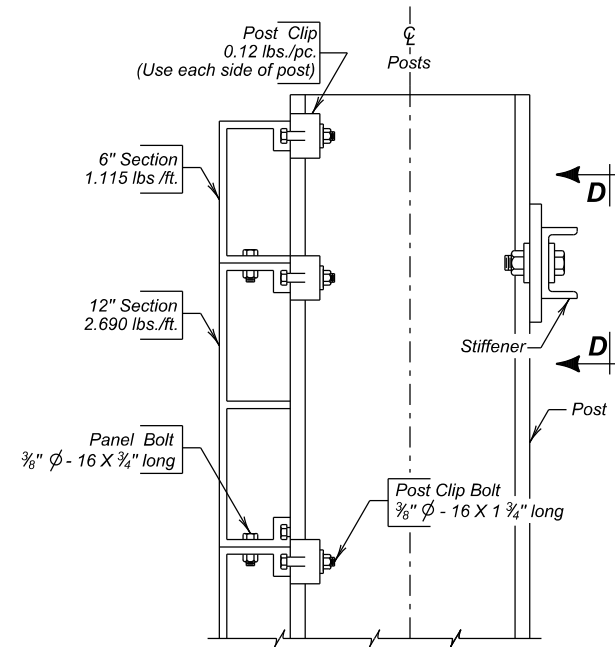 Post Clip
0.12 lbs./pc.
(Use each side of post)
℄
Posts
6" Section
1.115 lbs /ft.
D
12" Section
2.690 lbs./ft.
Stiffener
D
Post
Panel Bolt
⅜" ϕ - 16 X ¾" long
Post Clip Bolt
⅜" ϕ - 16 X 1 ¾" long